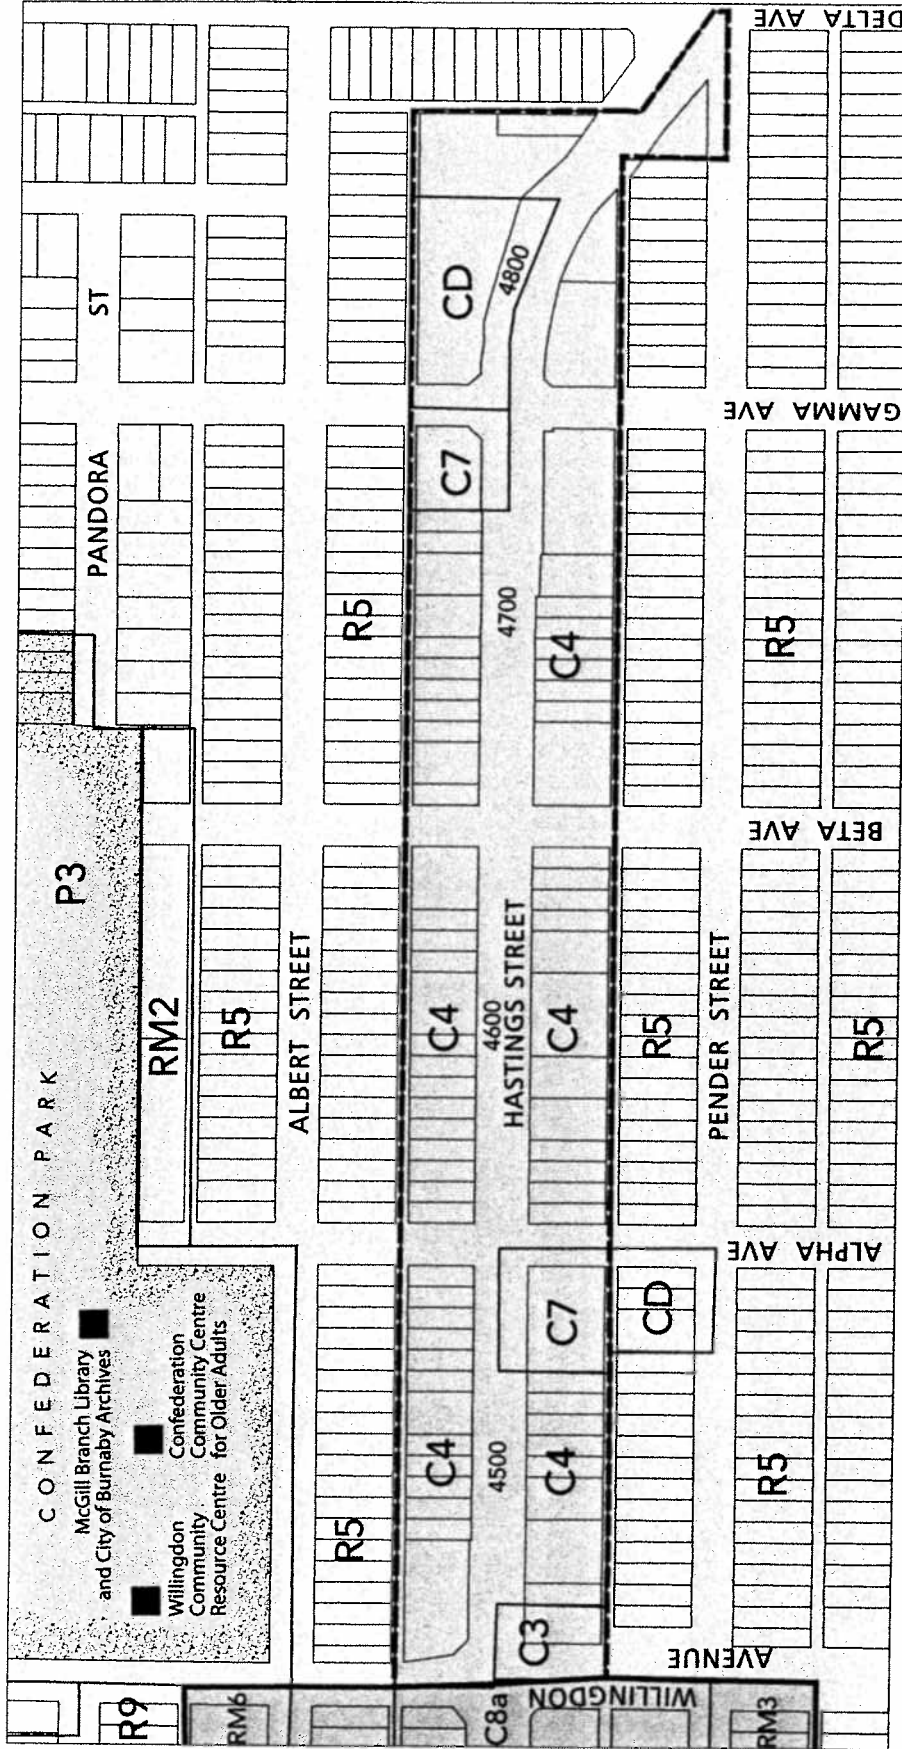 CONFEDERATION PARK
McGill Branch Library
and City of Burnaby Archives
Willingdon
Community
Resource Centre
Confederation
Community Centre
for Older Adults
P3
PANDORA
ST
RM2
R5
R5
R5
ALBERT STREET
R9
RM6
C4
C4
C7
CD
4500
4600
4700
4800
HASTINGS STREET
C8a
C3
C4
C7
C4
C4
CD
R5
PENDER STREET
R5
R5
R5
RM3
WILLINGDON
AVENUE
ALPHA AVE
BETA AVE
GAMMA AVE
DELTA AVE